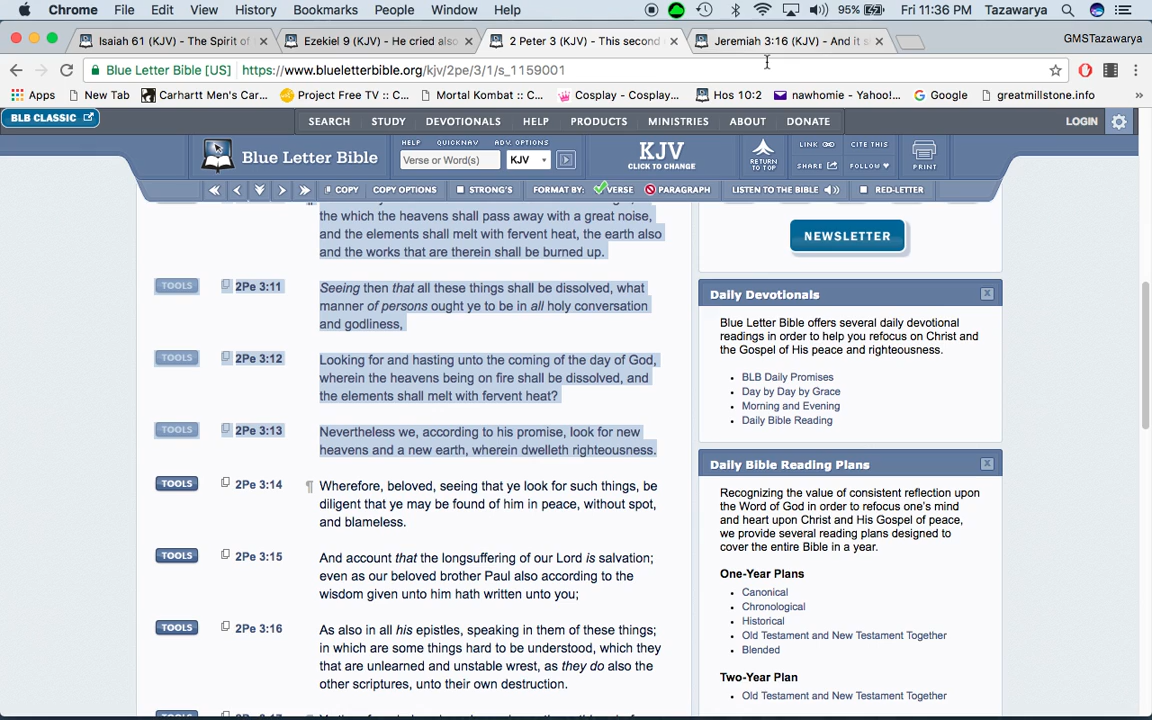 Chrome File Edit View History Bookmarks People Window Help 95% Fri 11:36 PM Tazawarya
Isaiah 61 (KJV) - The Spirit of Ezekiel 9 (KJV) - He cried also 2 Peter 3 (KJV) - This second Jeremiah 3:16 (KJV) - And it s GMSTazawarya
Blue Letter Bible [US] https://www.blueletterbible.org/kjv/2pe/3/1/s_1159001
Apps New Tab Carhartt Men's Car... Project Free TV :: C... Mortal Kombat :: C... Cosplay - Cosplay... Hos 10:2 nawhomie - Yahoo!... Google greatmillstone.info »
BLB CLASSIC SEARCH STUDY DEVOTIONALS HELP PRODUCTS MINISTRIES ABOUT DONATE LOGIN
HELP QUICKNAV ADV. OPTIONS
Blue Letter Bible Verse or Word(s) KJV
KJV
CLICK TO CHANGE
RETURN
TO TOP
LINK CITE THIS
SHARE FOLLOW PRINT
COPY COPY OPTIONS STRONG'S FORMAT BY: VERSE PARAGRAPH LISTEN TO THE BIBLE RED-LETTER
the which the heavens shall pass away with a great noise,
and the elements shall melt with fervent heat, the earth also
and the works that are therein shall be burned up.
TOOLS 2Pe 3:11 Seeing then that all these things shall be dissolved, what
manner of persons ought ye to be in all holy conversation
and godliness,
TOOLS 2Pe 3:12 Looking for and hasting unto the coming of the day of God,
wherein the heavens being on fire shall be dissolved, and
the elements shall melt with fervent heat?
TOOLS 2Pe 3:13 Nevertheless we, according to his promise, look for new
heavens and a new earth, wherein dwelleth righteousness.
TOOLS 2Pe 3:14 ¶ Wherefore, beloved, seeing that ye look for such things, be
diligent that ye may be found of him in peace, without spot,
and blameless.
TOOLS 2Pe 3:15 And account that the longsuffering of our Lord is salvation;
even as our beloved brother Paul also according to the
wisdom given unto him hath written unto you;
TOOLS 2Pe 3:16 As also in all his epistles, speaking in them of these things;
in which are some things hard to be understood, which they
that are unlearned and unstable wrest, as they do also the
other scriptures, unto their own destruction.
NEWSLETTER
Daily Devotionals
Blue Letter Bible offers several daily devotional
readings in order to help you refocus on Christ and
the Gospel of His peace and righteousness.
BLB Daily Promises
Day by Day by Grace
Morning and Evening
Daily Bible Reading
Daily Bible Reading Plans
Recognizing the value of consistent reflection upon
the Word of God in order to refocus one's mind
and heart upon Christ and His Gospel of peace,
we provide several reading plans designed to
cover the entire Bible in a year.
One-Year Plans
Canonical
Chronological
Historical
Old Testament and New Testament Together
Blended
Two-Year Plan
Old Testament and New Testament Together